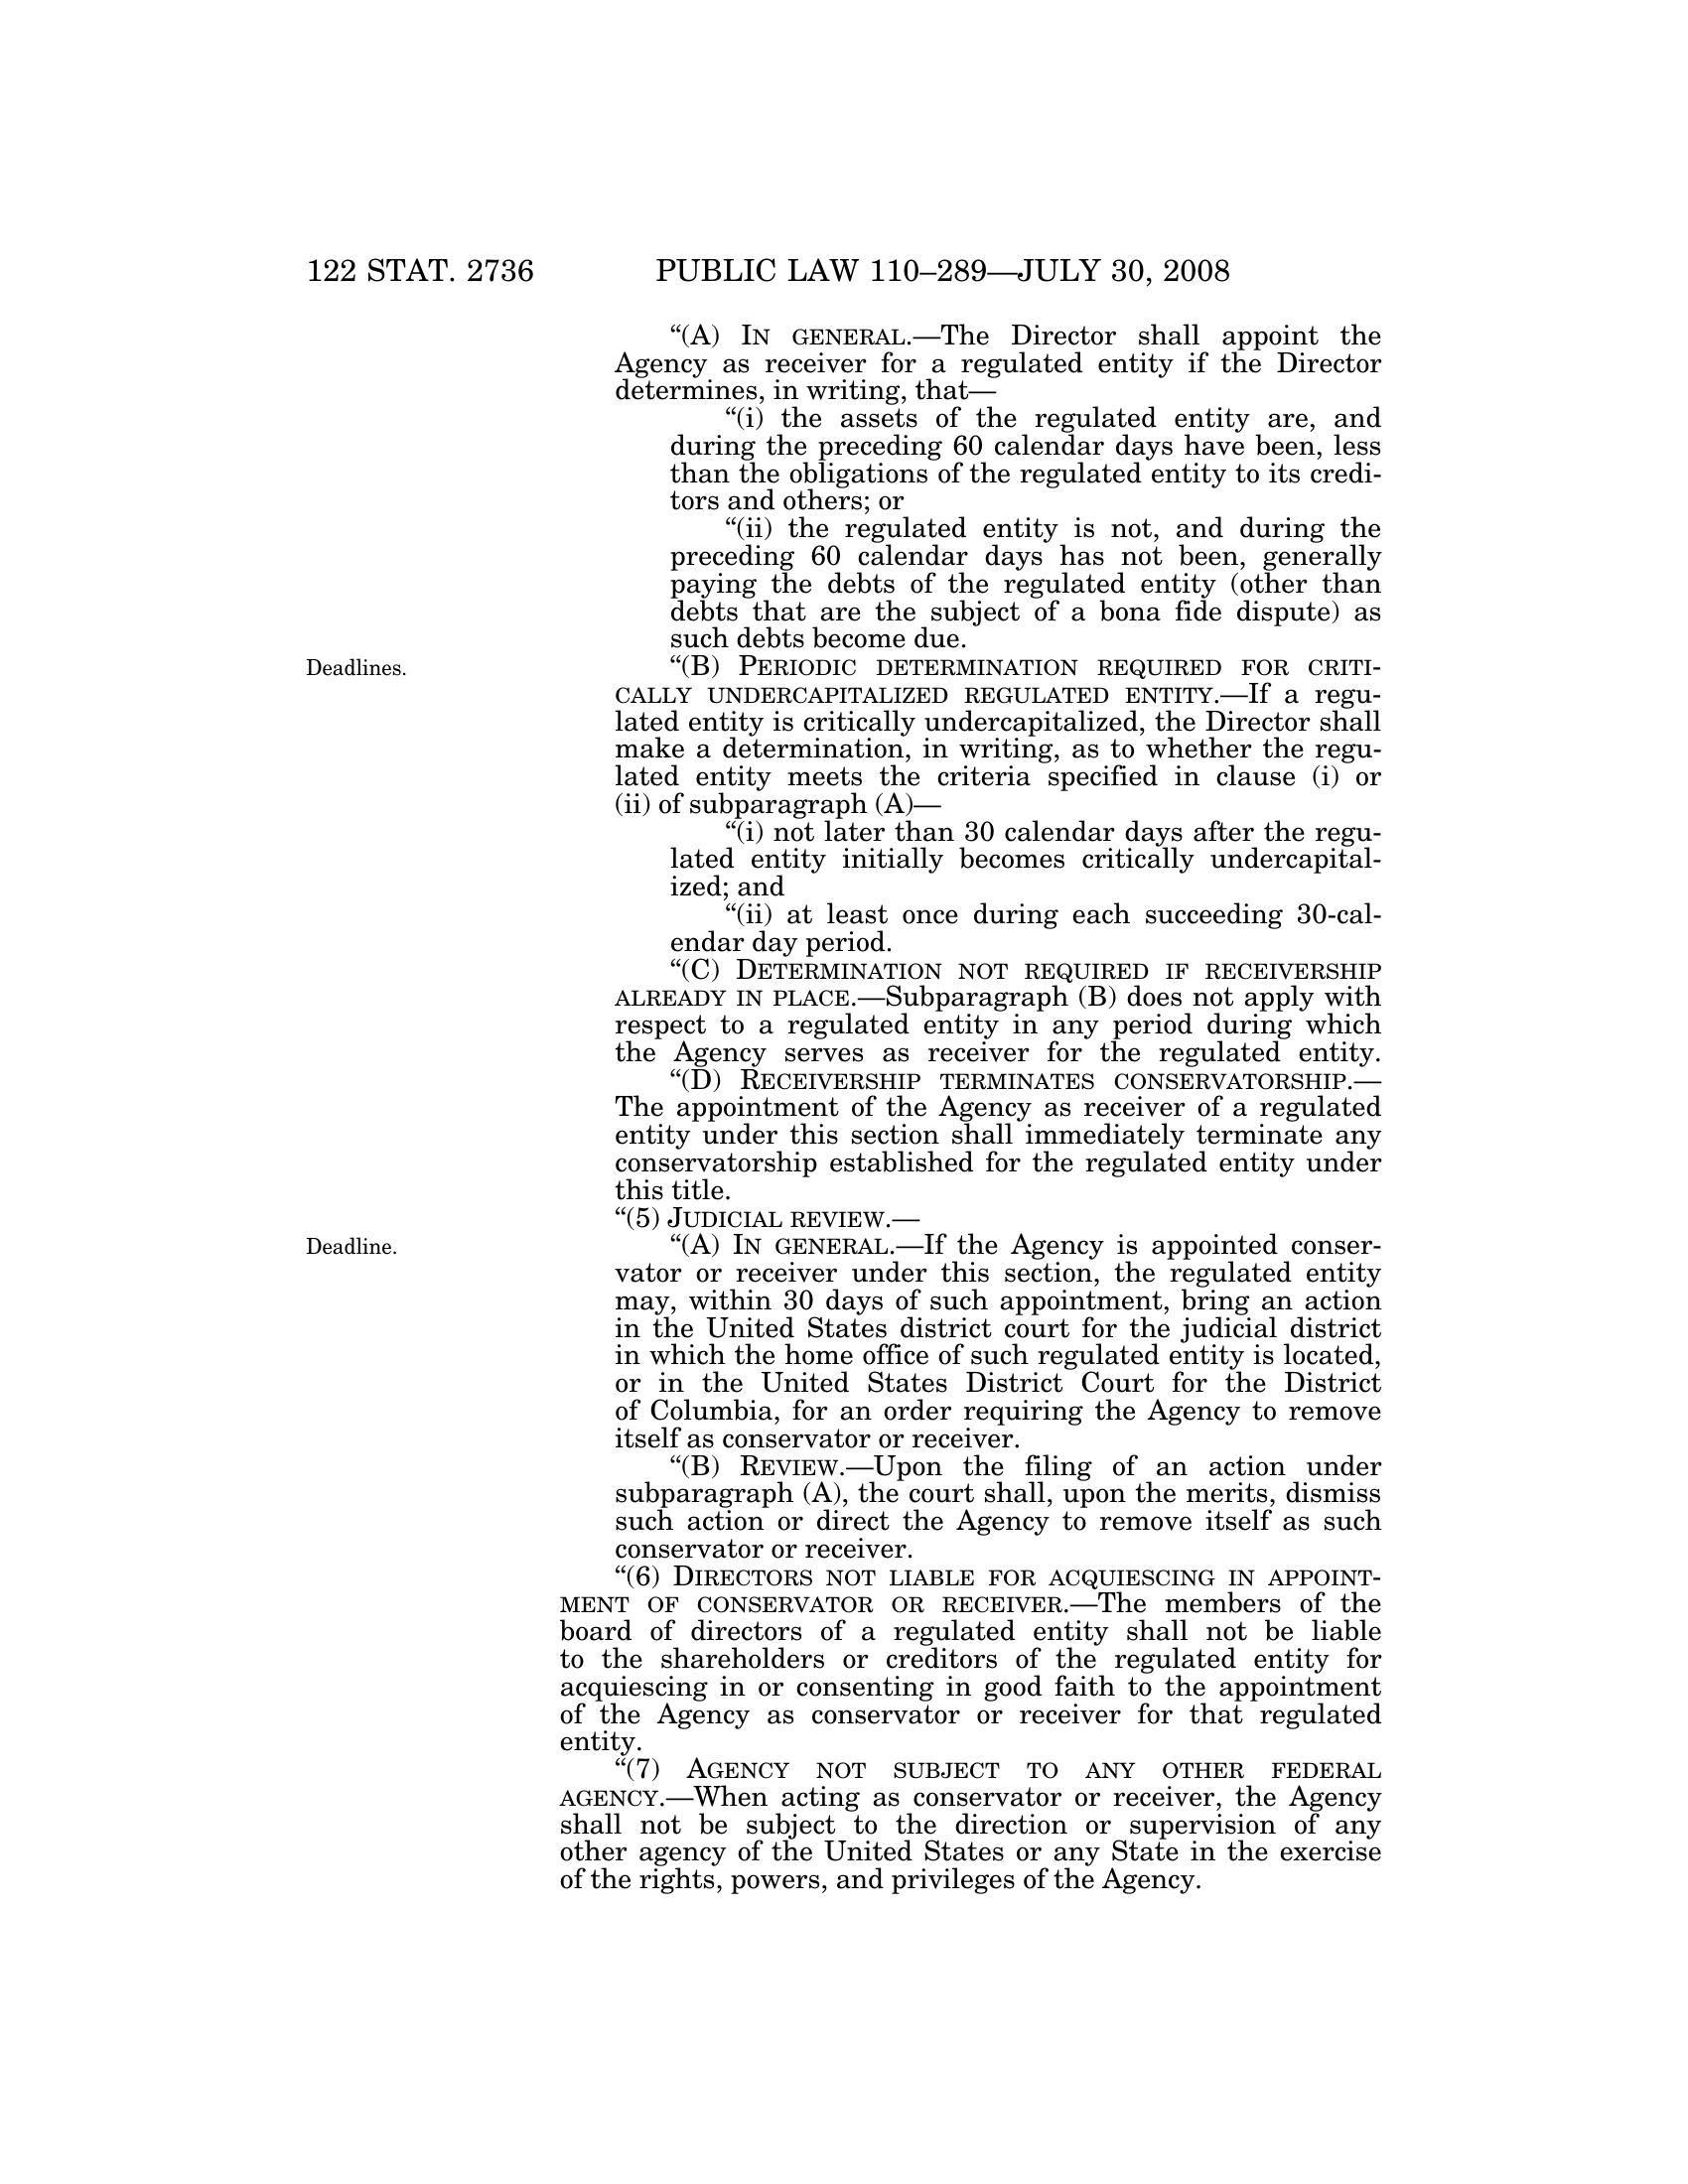 122 STAT. 2736 PUBLIC LAW 110–289—JULY 30, 2008
“(A) IN GENERAL.—The Director shall appoint the
Agency as receiver for a regulated entity if the Director
determines, in writing, that—
“(i) the assets of the regulated entity are, and
during the preceding 60 calendar days have been, less
than the obligations of the regulated entity to its credi-
tors and others; or
“(ii) the regulated entity is not, and during the
preceding 60 calendar days has not been, generally
paying the debts of the regulated entity (other than
debts that are the subject of a bona fide dispute) as
such debts become due.
Deadlines.
“(B) PERIODIC DETERMINATION REQUIRED FOR CRITI-
CALLY UNDERCAPITALIZED REGULATED ENTITY.—If a regu-
lated entity is critically undercapitalized, the Director shall
make a determination, in writing, as to whether the regu-
lated entity meets the criteria specified in clause (i) or
(ii) of subparagraph (A)—
“(i) not later than 30 calendar days after the regu-
lated entity initially becomes critically undercapital-
ized; and
“(ii) at least once during each succeeding 30-cal-
endar day period.
“(C) DETERMINATION NOT REQUIRED IF RECEIVERSHIP
ALREADY IN PLACE.—Subparagraph (B) does not apply with
respect to a regulated entity in any period during which
the Agency serves as receiver for the regulated entity.
“(D) RECEIVERSHIP TERMINATES CONSERVATORSHIP.—
The appointment of the Agency as receiver of a regulated
entity under this section shall immediately terminate any
conservatorship established for the regulated entity under
this title.
“(5) JUDICIAL REVIEW.—
Deadline.
“(A) IN GENERAL.—If the Agency is appointed conser-
vator or receiver under this section, the regulated entity
may, within 30 days of such appointment, bring an action
in the United States district court for the judicial district
in which the home office of such regulated entity is located,
or in the United States District Court for the District
of Columbia, for an order requiring the Agency to remove
itself as conservator or receiver.
“(B) REVIEW.—Upon the filing of an action under
subparagraph (A), the court shall, upon the merits, dismiss
such action or direct the Agency to remove itself as such
conservator or receiver.
“(6) DIRECTORS NOT LIABLE FOR ACQUIESCING IN APPOINT-
MENT OF CONSERVATOR OR RECEIVER.—The members of the
board of directors of a regulated entity shall not be liable
to the shareholders or creditors of the regulated entity for
acquiescing in or consenting in good faith to the appointment
of the Agency as conservator or receiver for that regulated
entity.
“(7) AGENCY NOT SUBJECT TO ANY OTHER FEDERAL
AGENCY.—When acting as conservator or receiver, the Agency
shall not be subject to the direction or supervision of any
other agency of the United States or any State in the exercise
of the rights, powers, and privileges of the Agency.